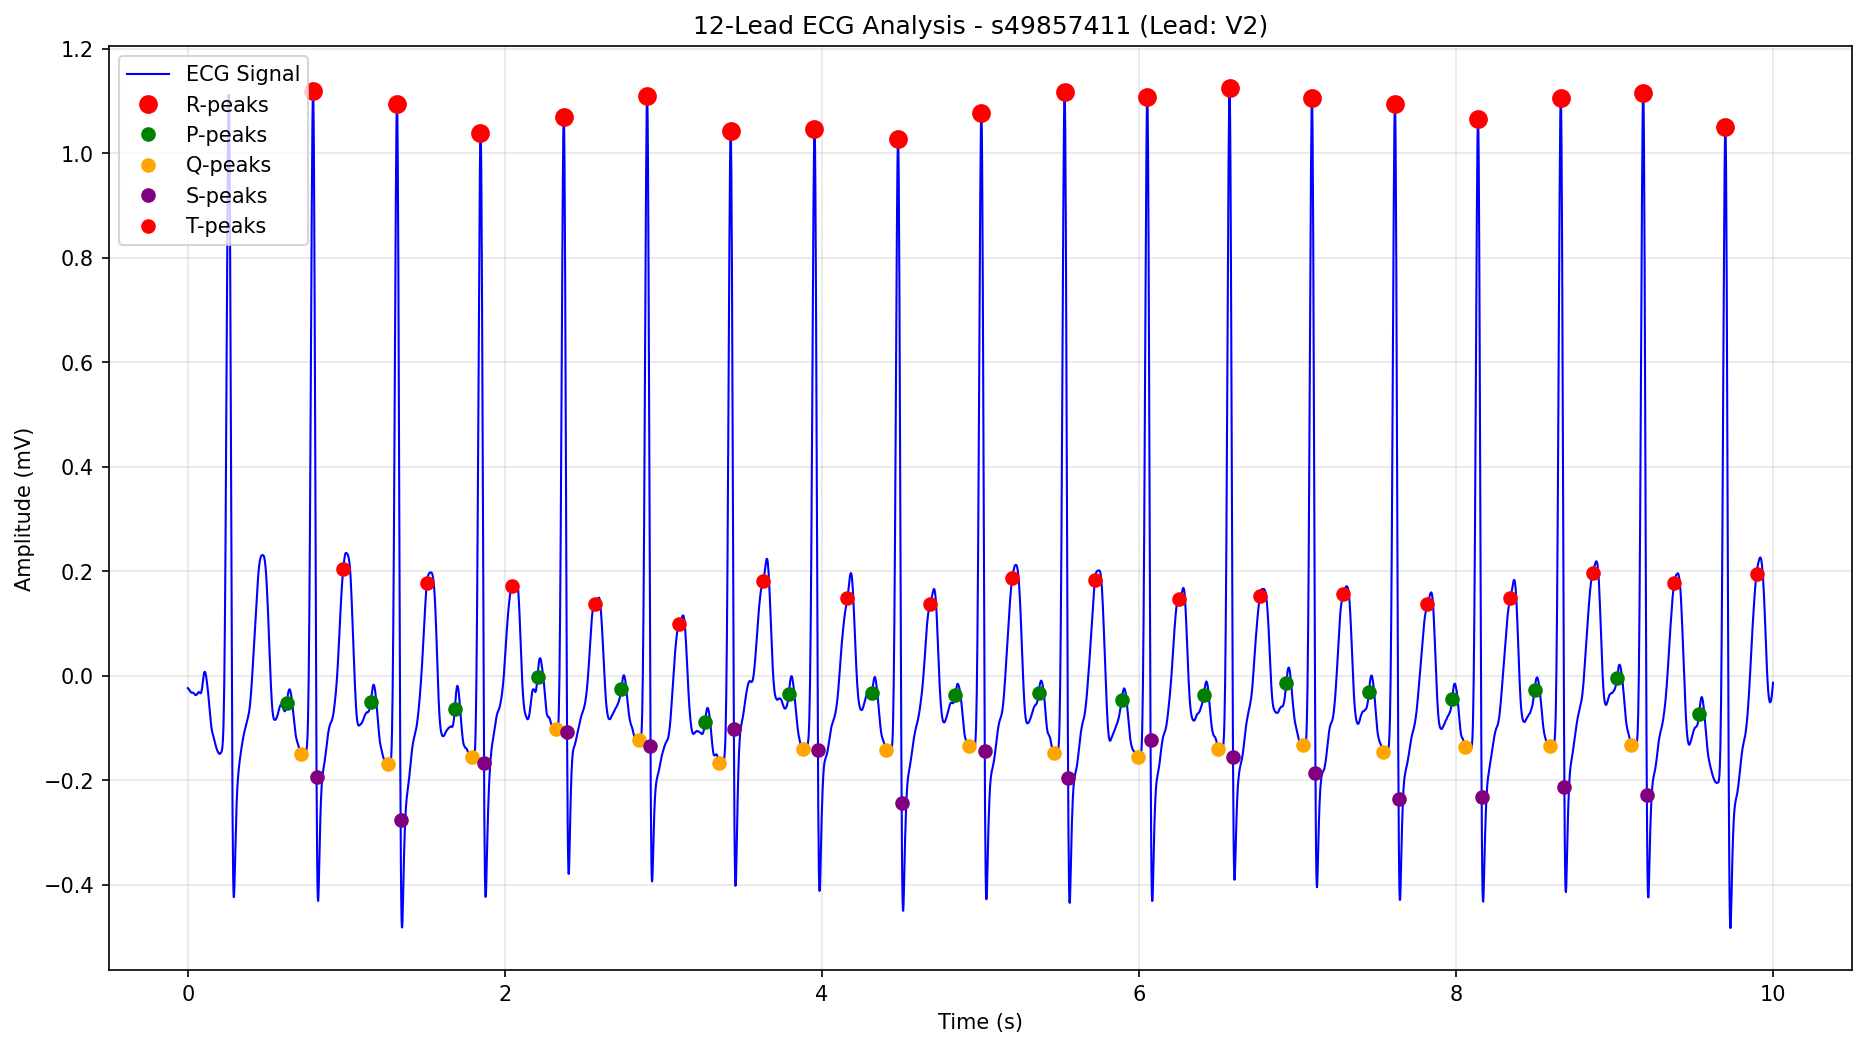 12-Lead ECG Analysis - s49857411 (Lead: V2)
ECG Signal
R-peaks
P-peaks
Q-peaks
S-peaks
T-peaks
1.2
1.0
0.8
0.6
0.4
0.2
0.0
−0.2
−0.4
Amplitude (mV)
0 2 4 6 8 10
Time (s)